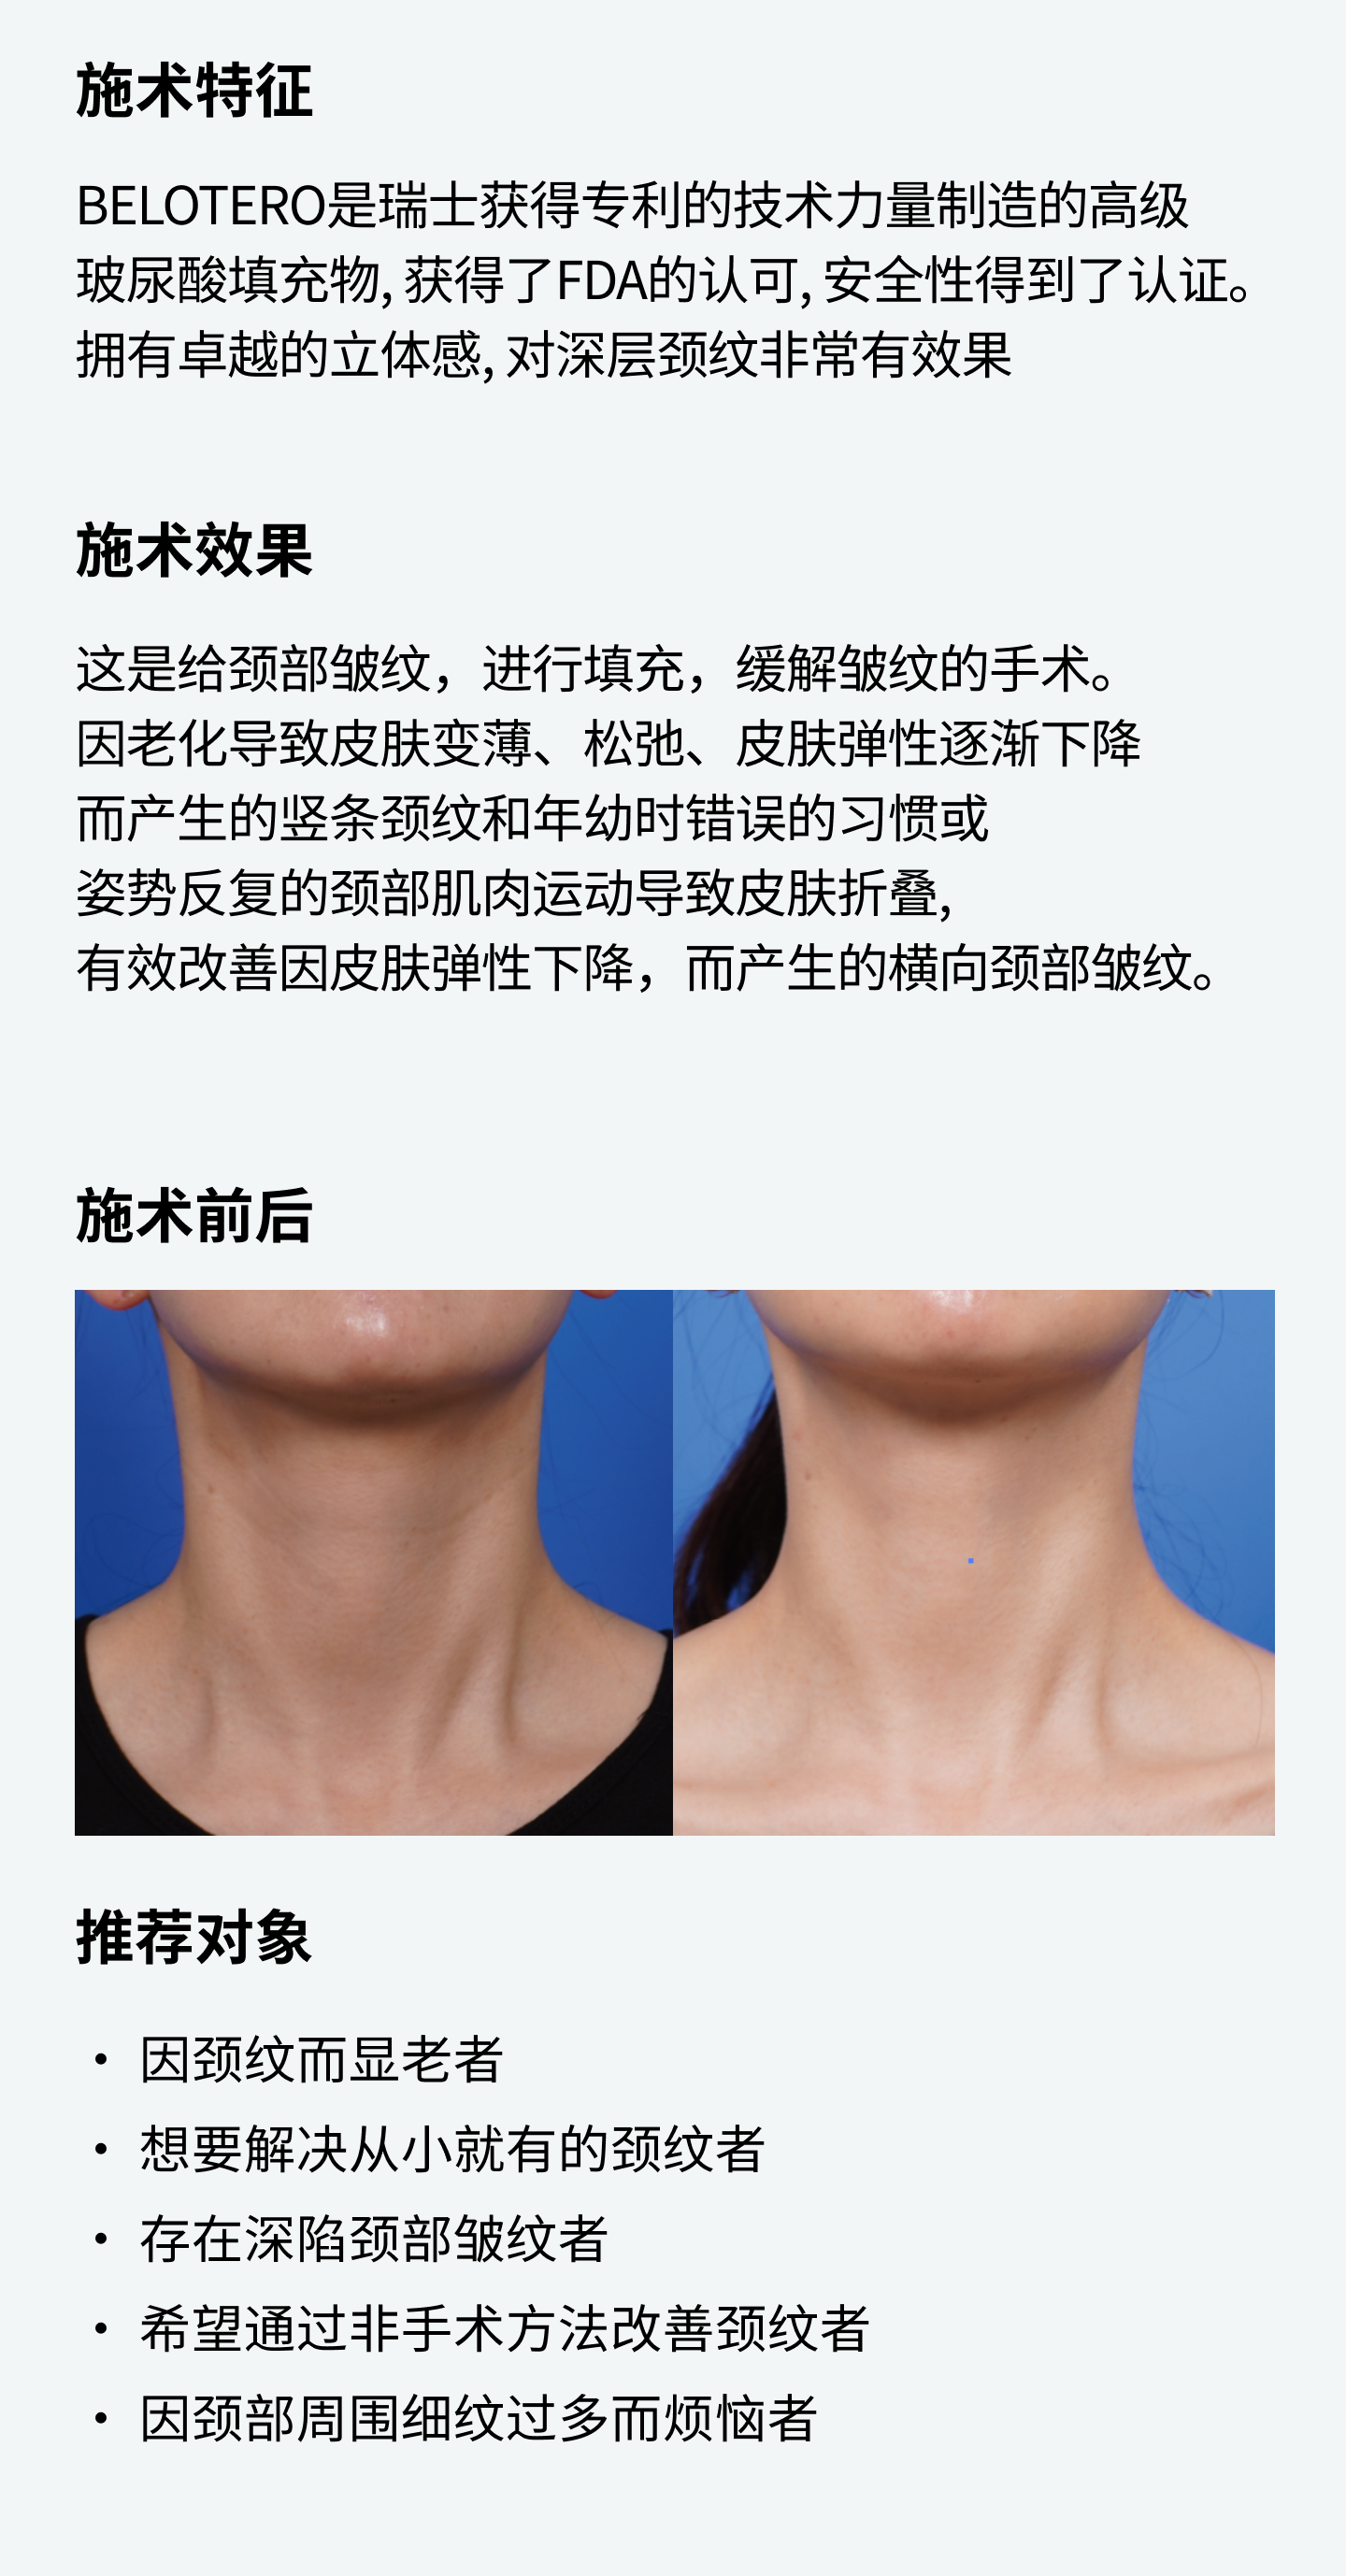 施术特征
BELOTERO是瑞士获得专利的技术力量制造的高级
玻尿酸填充物, 获得了FDA的认可, 安全性得到了认证。
拥有卓越的立体感, 对深层颈纹非常有效果
施术效果
这是给颈部皱纹，进行填充，缓解皱纹的手术。
因老化导致皮肤变薄、松弛、皮肤弹性逐渐下降
而产生的竖条颈纹和年幼时错误的习惯或
姿势反复的颈部肌肉运动导致皮肤折叠,
有效改善因皮肤弹性下降，而产生的横向颈部皱纹。
施术前后
推荐对象
• 因颈纹而显老者
• 想要解决从小就有的颈纹者
• 存在深陷颈部皱纹者
• 希望通过非手术方法改善颈纹者
• 因颈部周围细纹过多而烦恼者